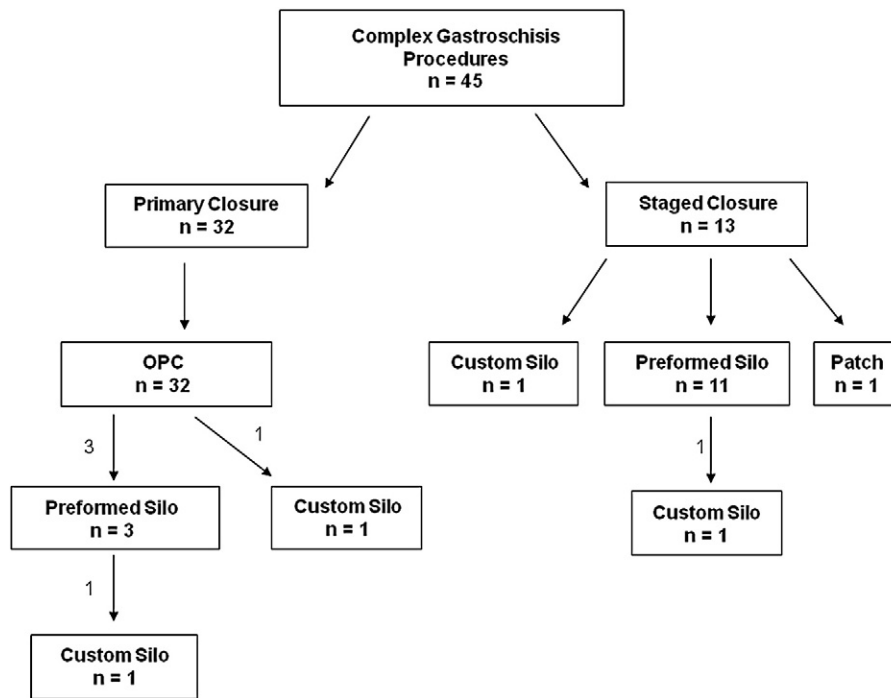 Complex Gastroschisis
Procedures
n = 45
Primary Closure
n = 32
Staged Closure
n = 13
OPC
n = 32
Custom Silo
n = 1
Preformed Silo
n = 11
Patch
n = 1
3
1
1
Preformed Silo
n = 3
Custom Silo
n = 1
Custom Silo
n = 1
1
Custom Silo
n = 1